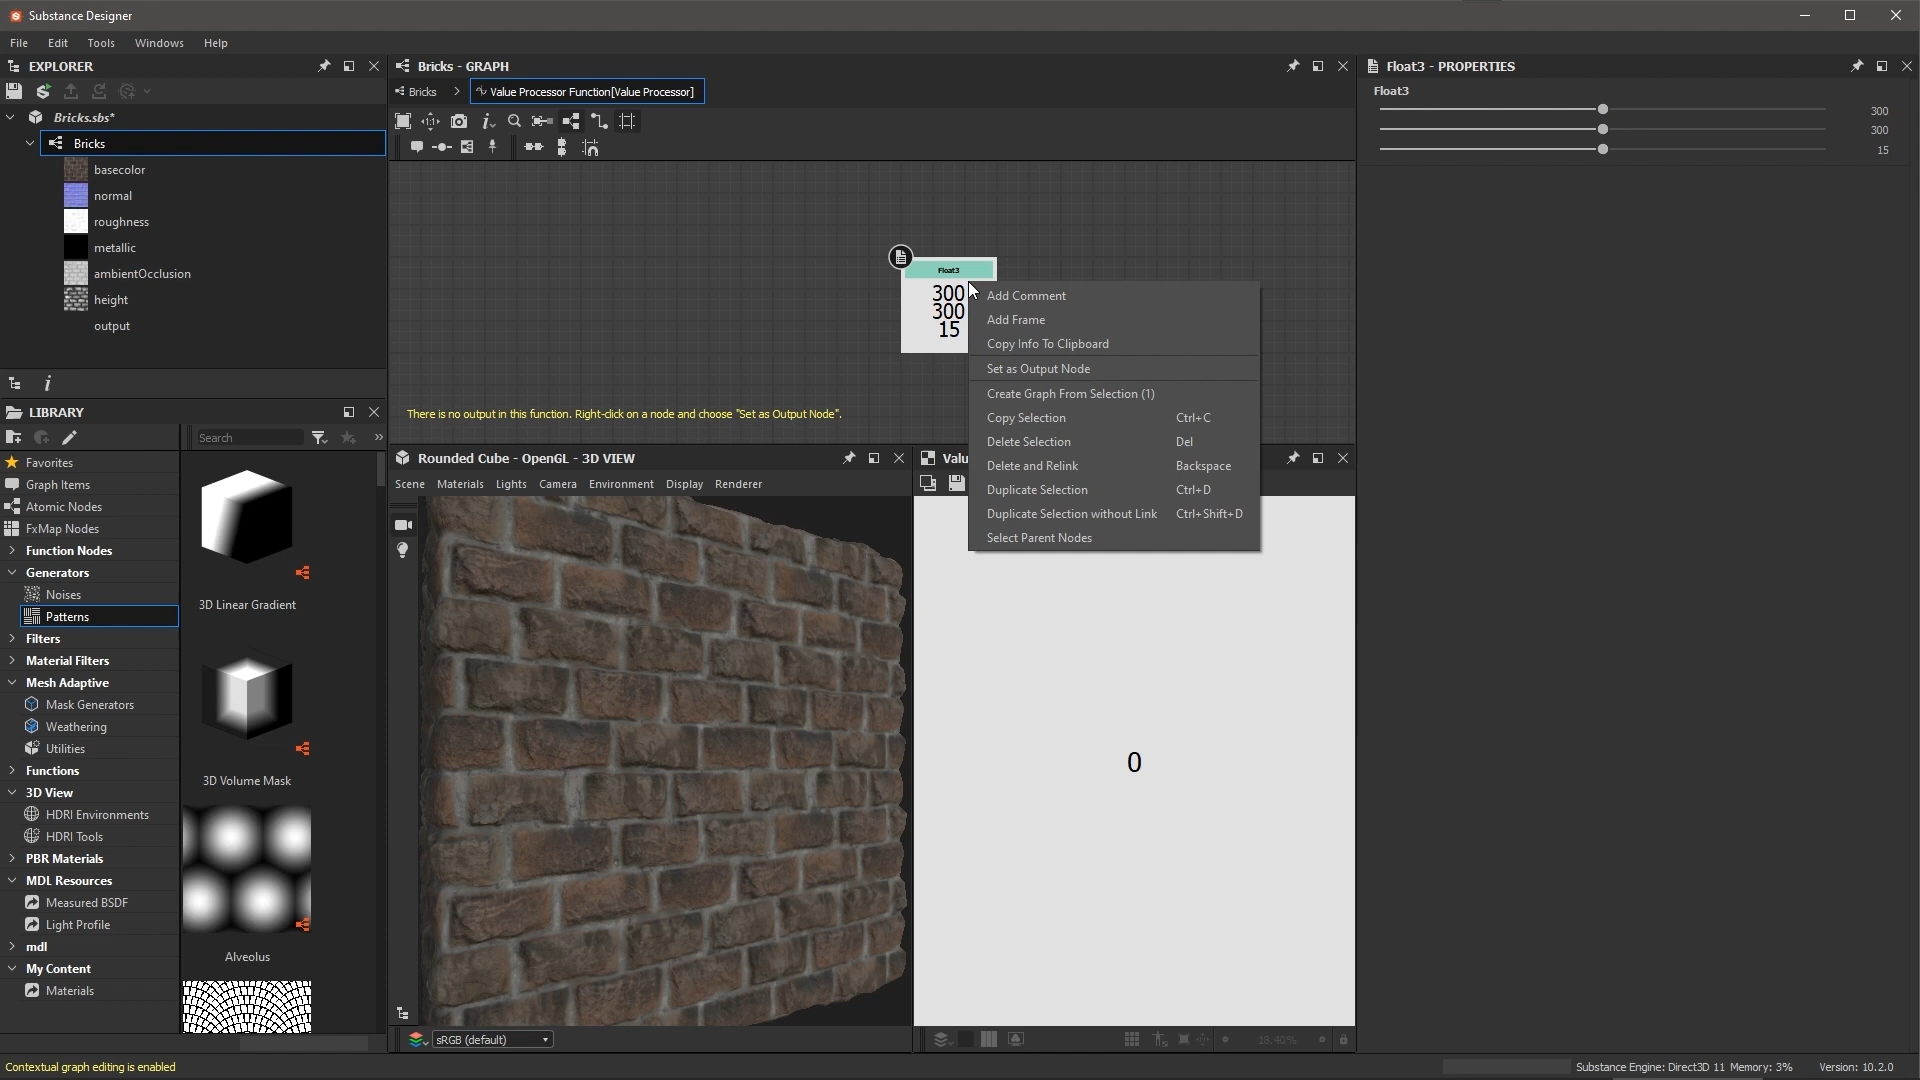 Substance Designer
File Edit Tools Windows Help
EXPLORER
Bricks.sbs*
Bricks
basecolor
normal
roughness
metallic
ambientOcclusion
height
output
LIBRARY
Search
Favorites
Graph Items
Atomic Nodes
FxMap Nodes
Function Nodes
Generators
Noises
Patterns
Filters
Material Filters
Mesh Adaptive
Mask Generators
Weathering
Utilities
Functions
3D View
HDRI Environments
HDRI Tools
PBR Materials
MDL Resources
Measured BSDF
Light Profile
mdl
My Content
Materials
3D Linear Gradient
3D Volume Mask
Alveolus
Bricks - GRAPH
Bricks > Value Processor Function[Value Processor]
Float3
300
300
15
There is no output in this function. Right-click on a node and choose "Set as Output Node".
Add Comment
Add Frame
Copy Info To Clipboard
Set as Output Node
Create Graph From Selection (1)
Copy Selection Ctrl+C
Delete Selection Del
Delete and Relink Backspace
Duplicate Selection Ctrl+D
Duplicate Selection without Link Ctrl+Shift+D
Select Parent Nodes
Rounded Cube - OpenGL - 3D VIEW
Scene Materials Lights Camera Environment Display Renderer
sRGB (default)
Valu
0
18.40%
Float3 - PROPERTIES
Float3
300
300
15
Contextual graph editing is enabled
Substance Engine: Direct3D 11 Memory: 3% Version: 10.2.0